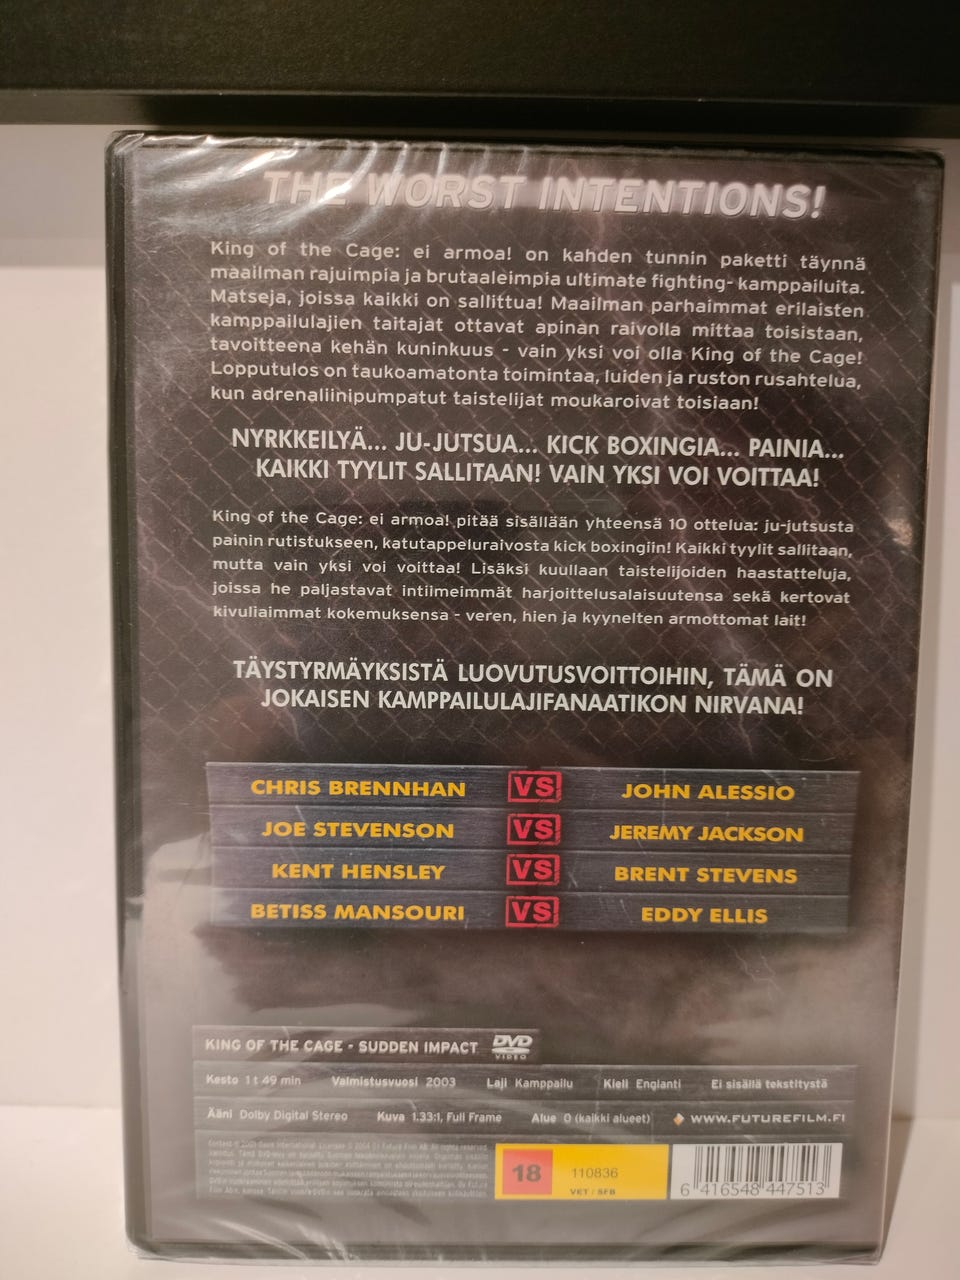 THE WORST INTENTIONS!
King of the Cage: ei armoa! on kahden tunnin paketti täynnä
maailman rajuimpia ja brutaaleimpia ultimate fighting- kamppailuita.
Matseja, joissa kaikki on sallittua! Maailman parhaimmat erilaisten
kamppailulajien taitajat ottavat apinan raivolla mittaa toisistaan,
tavoitteena kehän kuninkuus - vain yksi voi olla King of the Cage!
Lopputulos on taukoamatonta toimintaa, luiden ja ruston rusahtelua,
kun adrenaliinipumpatut taistelijat moukaroivat toisiaan!
NYRKKEILYÄ... JU-JUTSUA... KICK BOXINGIA... PAINIA...
KAIKKI TYYLIT SALLITAAN! VAIN YKSI VOI VOITTAA!
King of the Cage: ei armoa! pitää sisällään yhteensä 10 ottelua: ju-jutsusta
painin rutistukseen, katutappeluraivosta kick boxingiin! Kaikki tyylit sallitaan,
mutta vain yksi voi voittaa! Lisäksi kuullaan taistelijoiden haastatteluja,
joissa he paljastavat intiimeimmät harjoittelusalaisuutensa sekä kertovat
kivuliaimmat kokemuksensa - veren, hien ja kyynelten armottomat lait!
TÄYSTYRMÄYKSISTÄ LUOVUTUSVOITTOIHIN, TÄMÄ ON
JOKAISEN KAMPPAILULAJIFANAATIKON NIRVANA!
CHRIS BRENNHAN VS JOHN ALESSIO
JOE STEVENSON VS JEREMY JACKSON
KENT HENSLEY VS BRENT STEVENS
BETISS MANSOURI VS EDDY ELLIS
KING OF THE CAGE - SUDDEN IMPACT DVD VIDEO
Kesto 1 t 49 min Valmistusvuosi 2003 Laji Kamppailu Kieli Englanti Ei sisällä tekstitystä
Ääni Dolby Digital Stereo Kuva 1.33:1, Full Frame Alue 0 (kaikki alueet) WWW.FUTUREFILM.FI
18 110836
VET / SFB
6 416548 447513